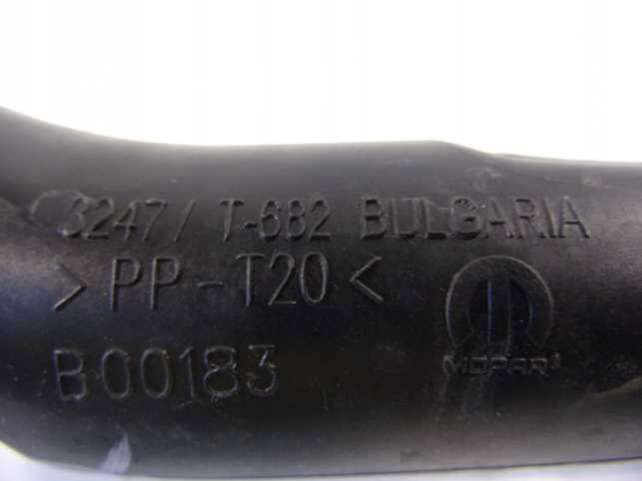 3247/ T-682 BULGARIA
>PP-T20<
B00183
MOPAR